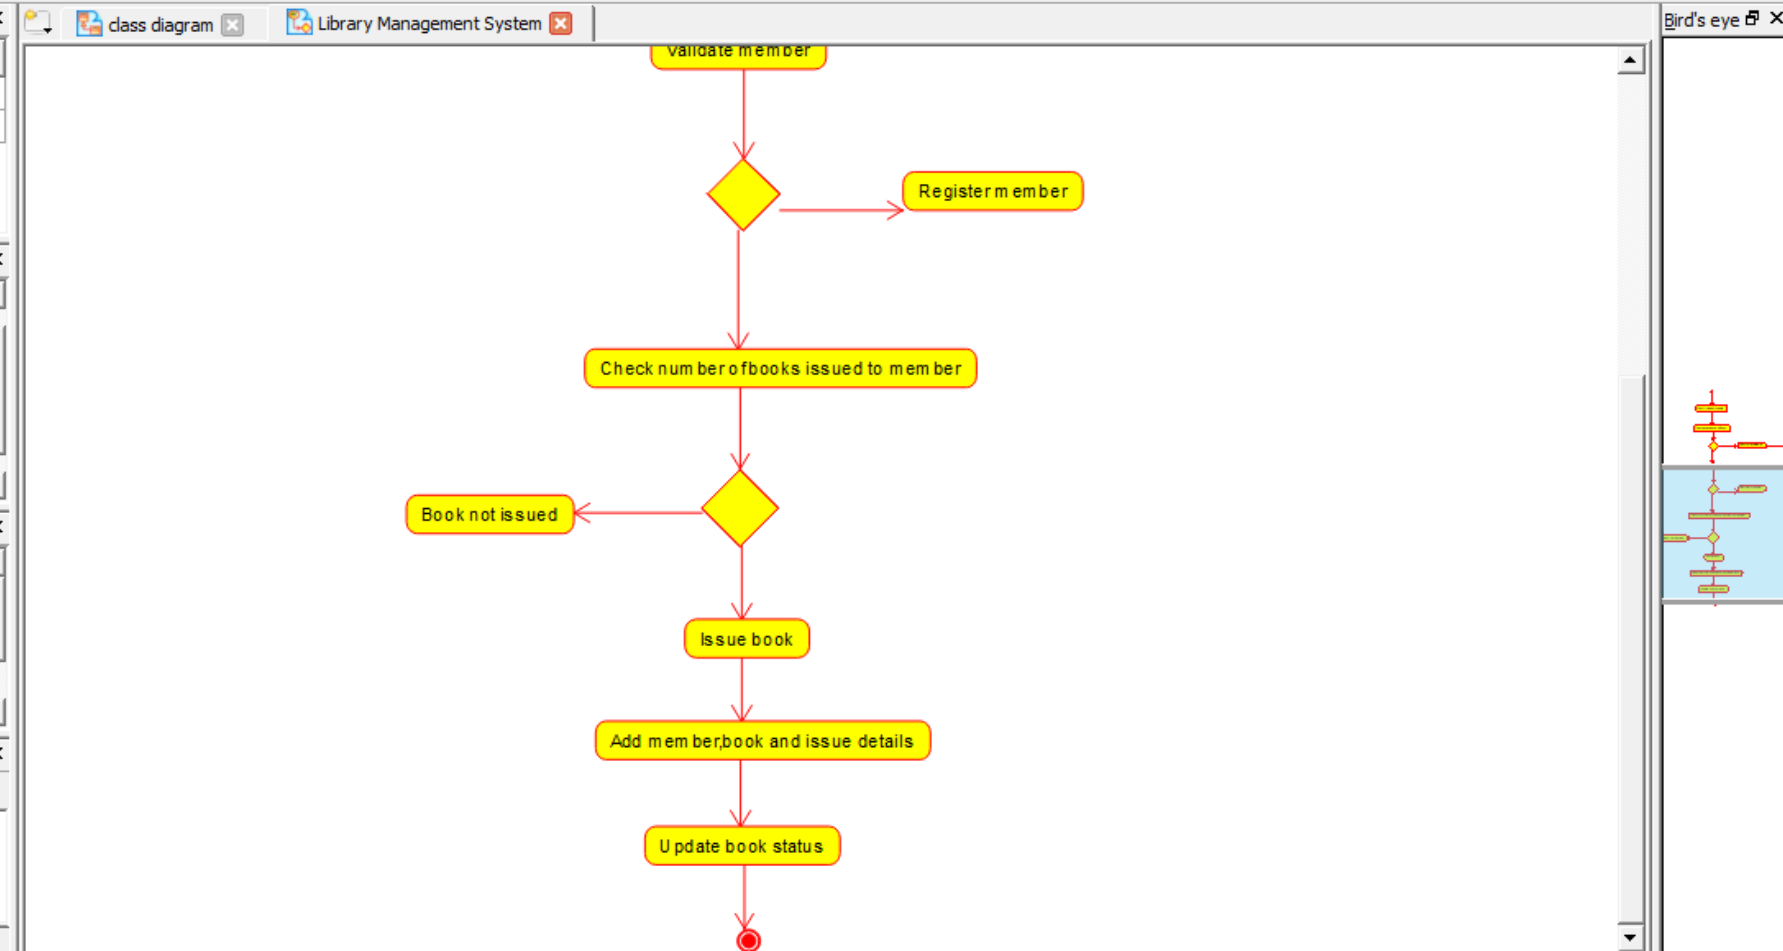 class diagram
Library Management System
Bird's eye
Validate member
Register member
Check number of books issued to member
Book not issued
Issue book
Add member,book and issue details
Update book status